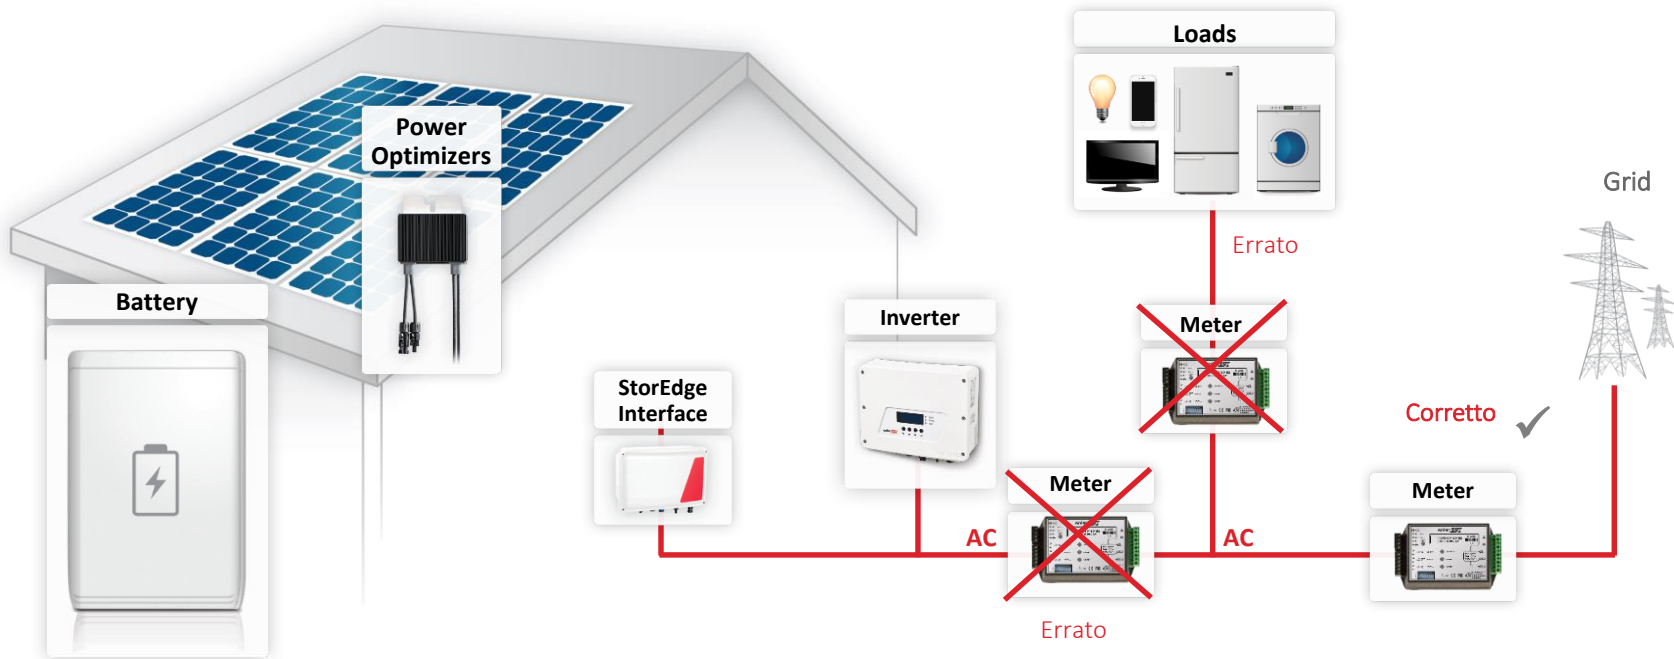 Loads
Power
Optimizers
Grid
Errato
Battery
Inverter
Meter
StorEdge
Interface
Corretto
Meter
Meter
AC
AC
Errato